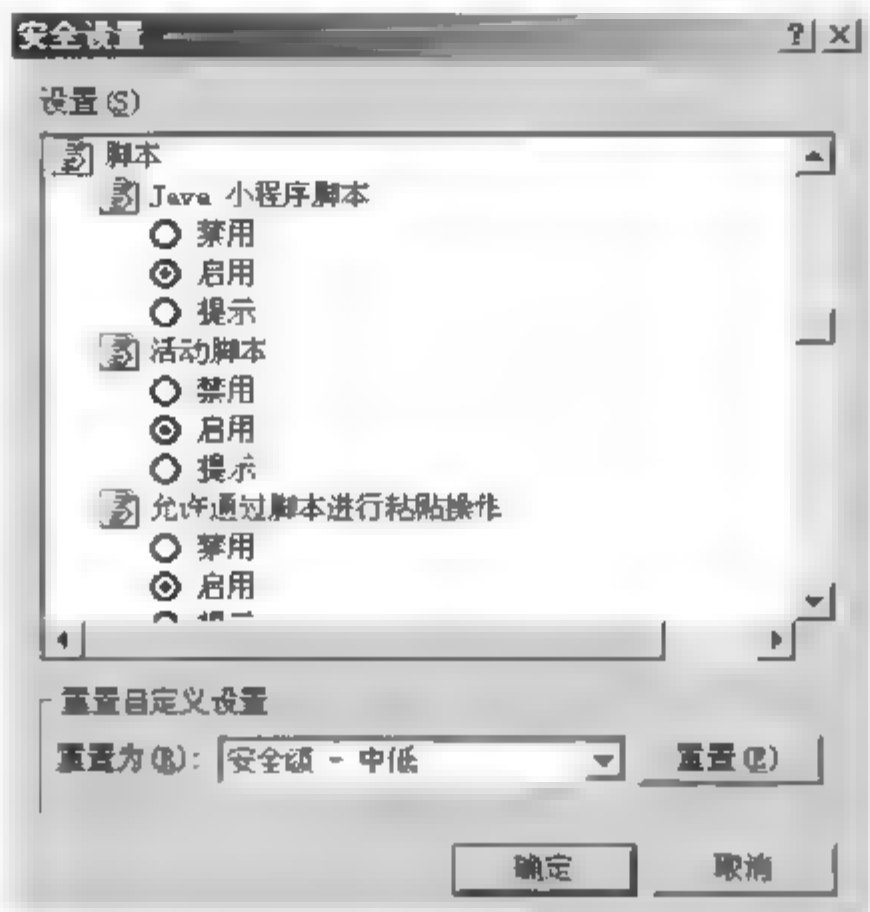 安全设置
设置(S)
脚本
Java 小程序脚本
禁用
启用
提示
活动脚本
禁用
启用
提示
允许通过脚本进行粘贴操作
禁用
启用
提示
重置自定义设置
重置为(R): 安全级 - 中低 重置(E)
确定 取消